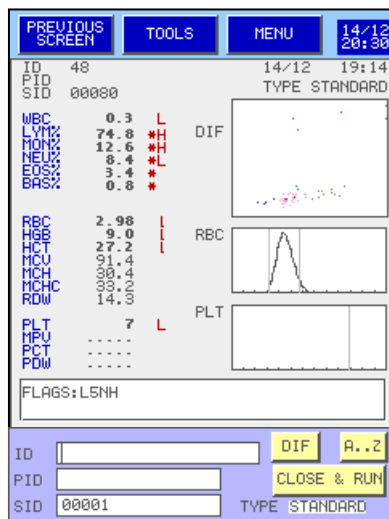 PREVIOUS SCREEN TOOLS MENU 14/12 20:30
ID 48 14/12 19:14
PID TYPE STANDARD
SID 00080
WBC 0.3 L DIF
LYM% 74.8 *H
MON% 12.6 *H
NEU% 8.4 *L
EOS% 3.4 *
BAS% 0.8 *
RBC 2.98 l RBC
HGB 9.0 l
HCT 27.2 l
MCV 91.4
MCH 30.4
MCHC 33.2
RDW 14.3
PLT 7 L PLT
MPV -----
PCT -----
PDW -----
FLAGS:L5NH
ID DIF A..Z
PID CLOSE & RUN
SID 00001 TYPE STANDARD